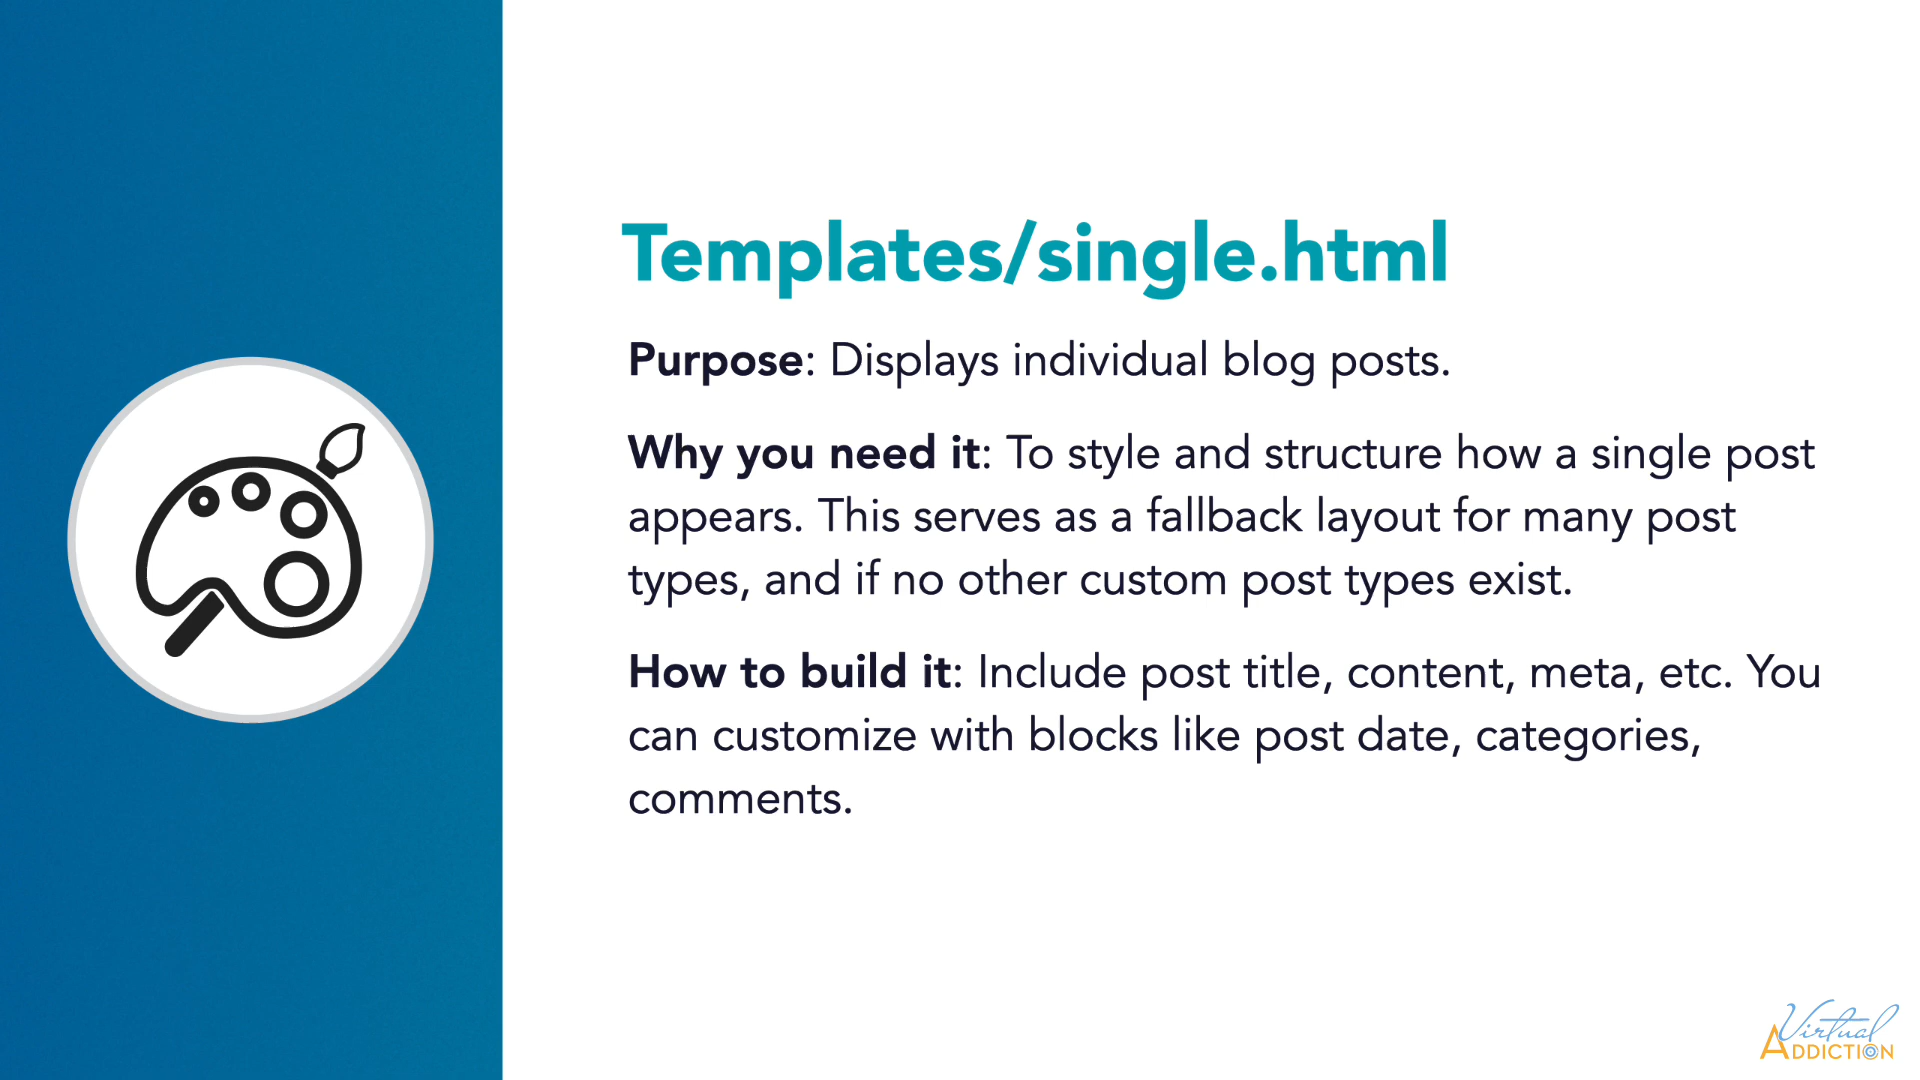 Templates/single.html
Purpose: Displays individual blog posts.
Why you need it: To style and structure how a single post
appears. This serves as a fallback layout for many post
types, and if no other custom post types exist.
How to build it: Include post title, content, meta, etc. You
can customize with blocks like post date, categories,
comments.
Virtual
ADDICTION